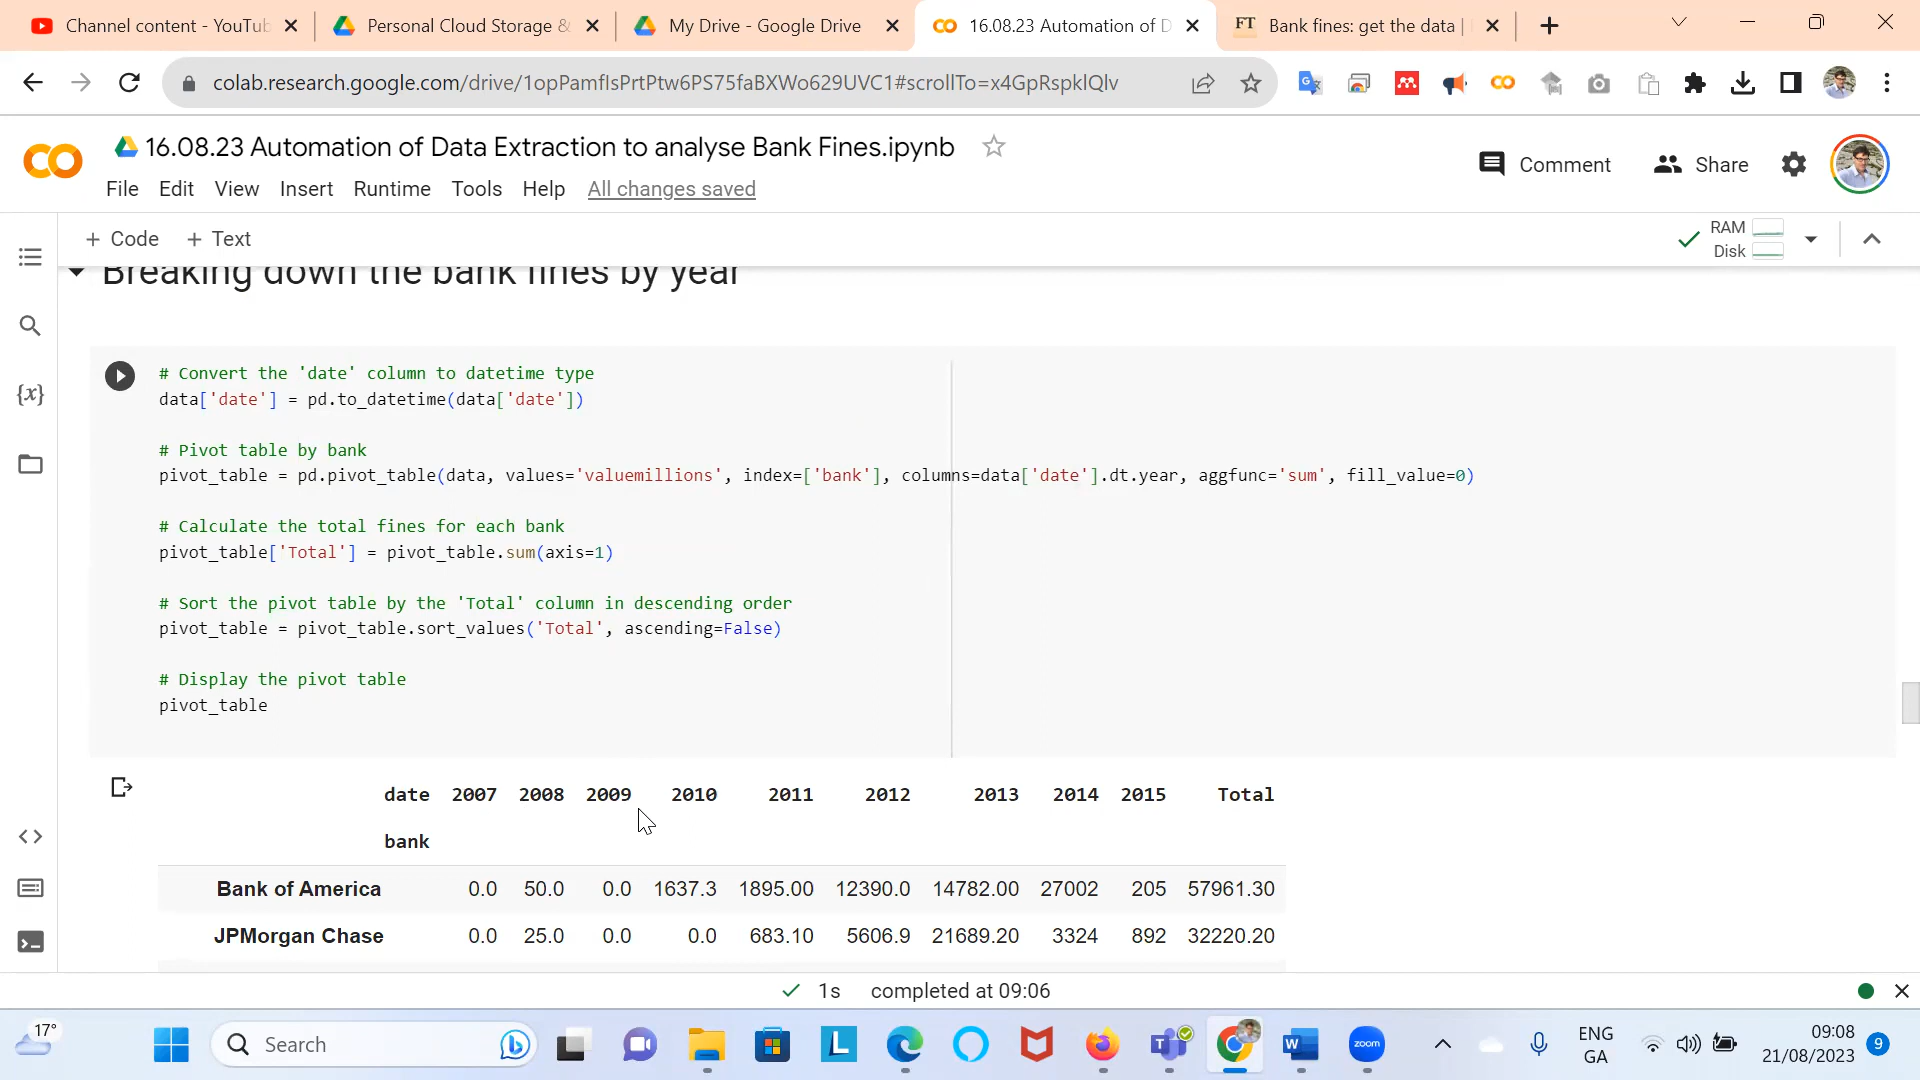 Channel content - YouTub
Personal Cloud Storage &
My Drive - Google Drive
16.08.23 Automation of D
FT Bank fines: get the data |
colab.research.google.com/drive/1opPamfIsPrtPtw6PS75faBXWo629UVC1#scrollTo=x4GpRspklQlv
16.08.23 Automation of Data Extraction to analyse Bank Fines.ipynb
Comment
Share
File Edit View Insert Runtime Tools Help All changes saved
+ Code + Text
RAM
Disk
Breaking down the bank fines by year
{x}
# Convert the 'date' column to datetime type
data['date'] = pd.to_datetime(data['date'])
# Pivot table by bank
pivot_table = pd.pivot_table(data, values='valuemillions', index=['bank'], columns=data['date'].dt.year, aggfunc='sum', fill_value=0)
# Calculate the total fines for each bank
pivot_table['Total'] = pivot_table.sum(axis=1)
# Sort the pivot table by the 'Total' column in descending order
pivot_table = pivot_table.sort_values('Total', ascending=False)
# Display the pivot table
pivot_table
date 2007 2008 2009 2010 2011 2012 2013 2014 2015 Total
bank
Bank of America 0.0 50.0 0.0 1637.3 1895.00 12390.0 14782.00 27002 205 57961.30
JPMorgan Chase 0.0 25.0 0.0 0.0 683.10 5606.9 21689.20 3324 892 32220.20
1s completed at 09:06
17°
Search
L
T
W
zoom
ENG
GA
09:08
21/08/2023
9